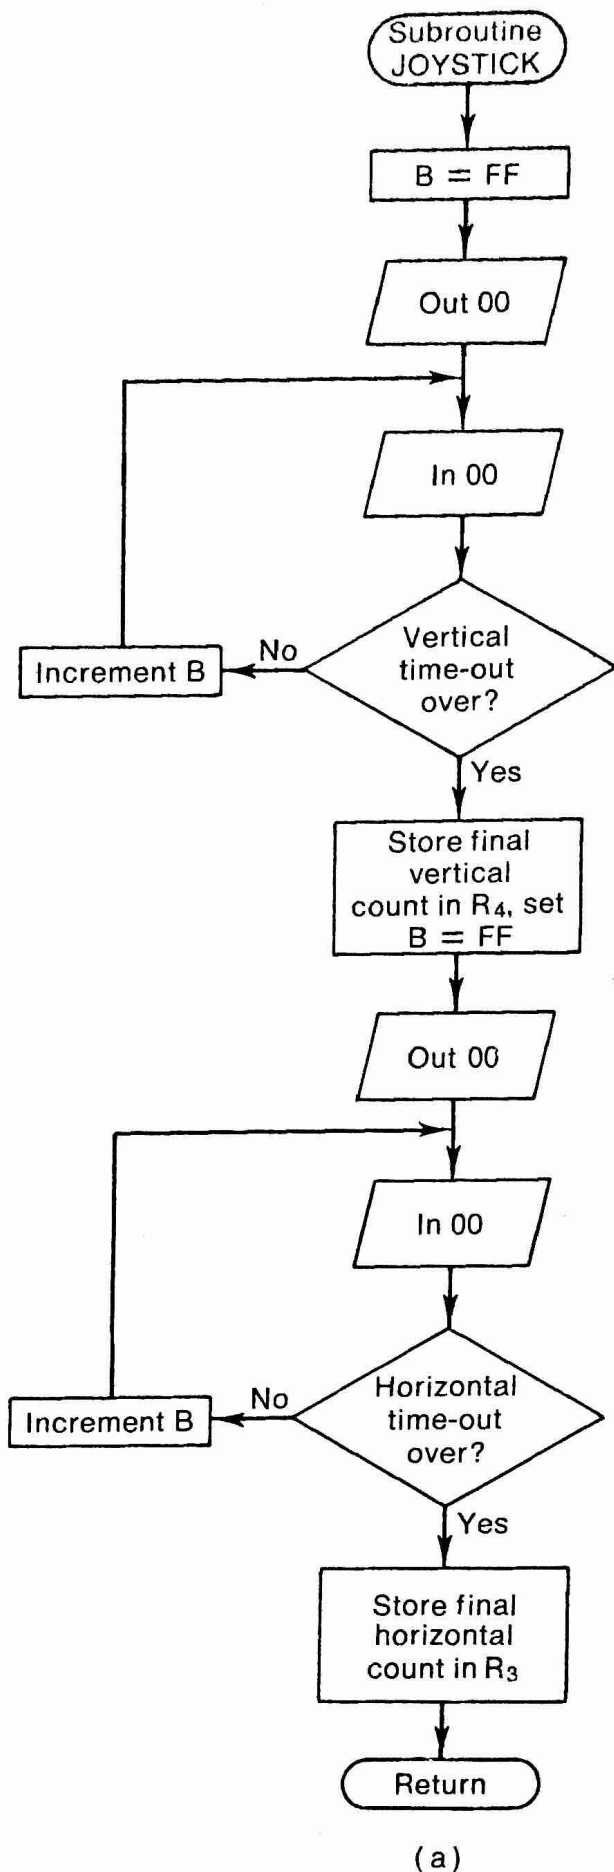 Subroutine
JOYSTICK
B = FF
Out 00
In 00
Vertical
time-out
over?
No
Increment B
Yes
Store final
vertical
count in R₄, set
B = FF
Out 00
In 00
Horizontal
time-out
over?
No
Increment B
Yes
Store final
horizontal
count in R₃
Return
(a)